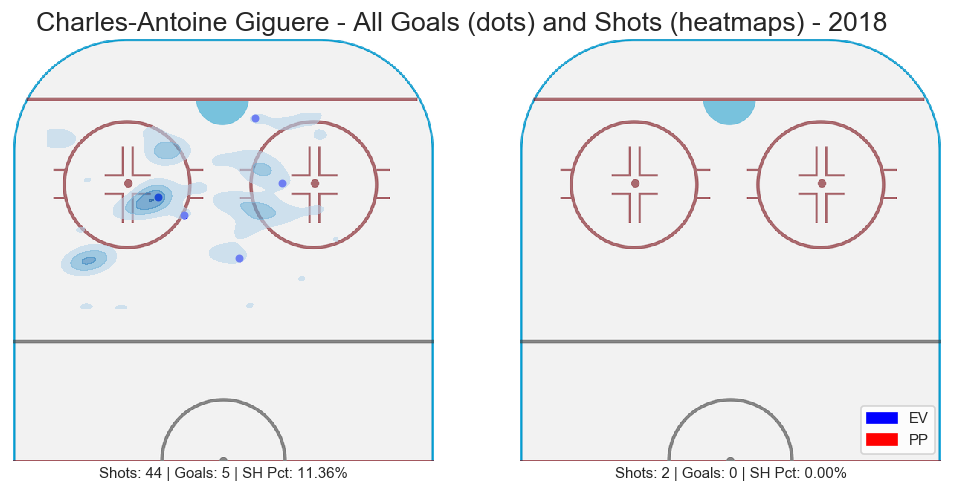 Charles-Antoine Giguere - All Goals (dots) and Shots (heatmaps) - 2018
EV
PP
Shots: 44 | Goals: 5 | SH Pct: 11.36%
Shots: 2 | Goals: 0 | SH Pct: 0.00%